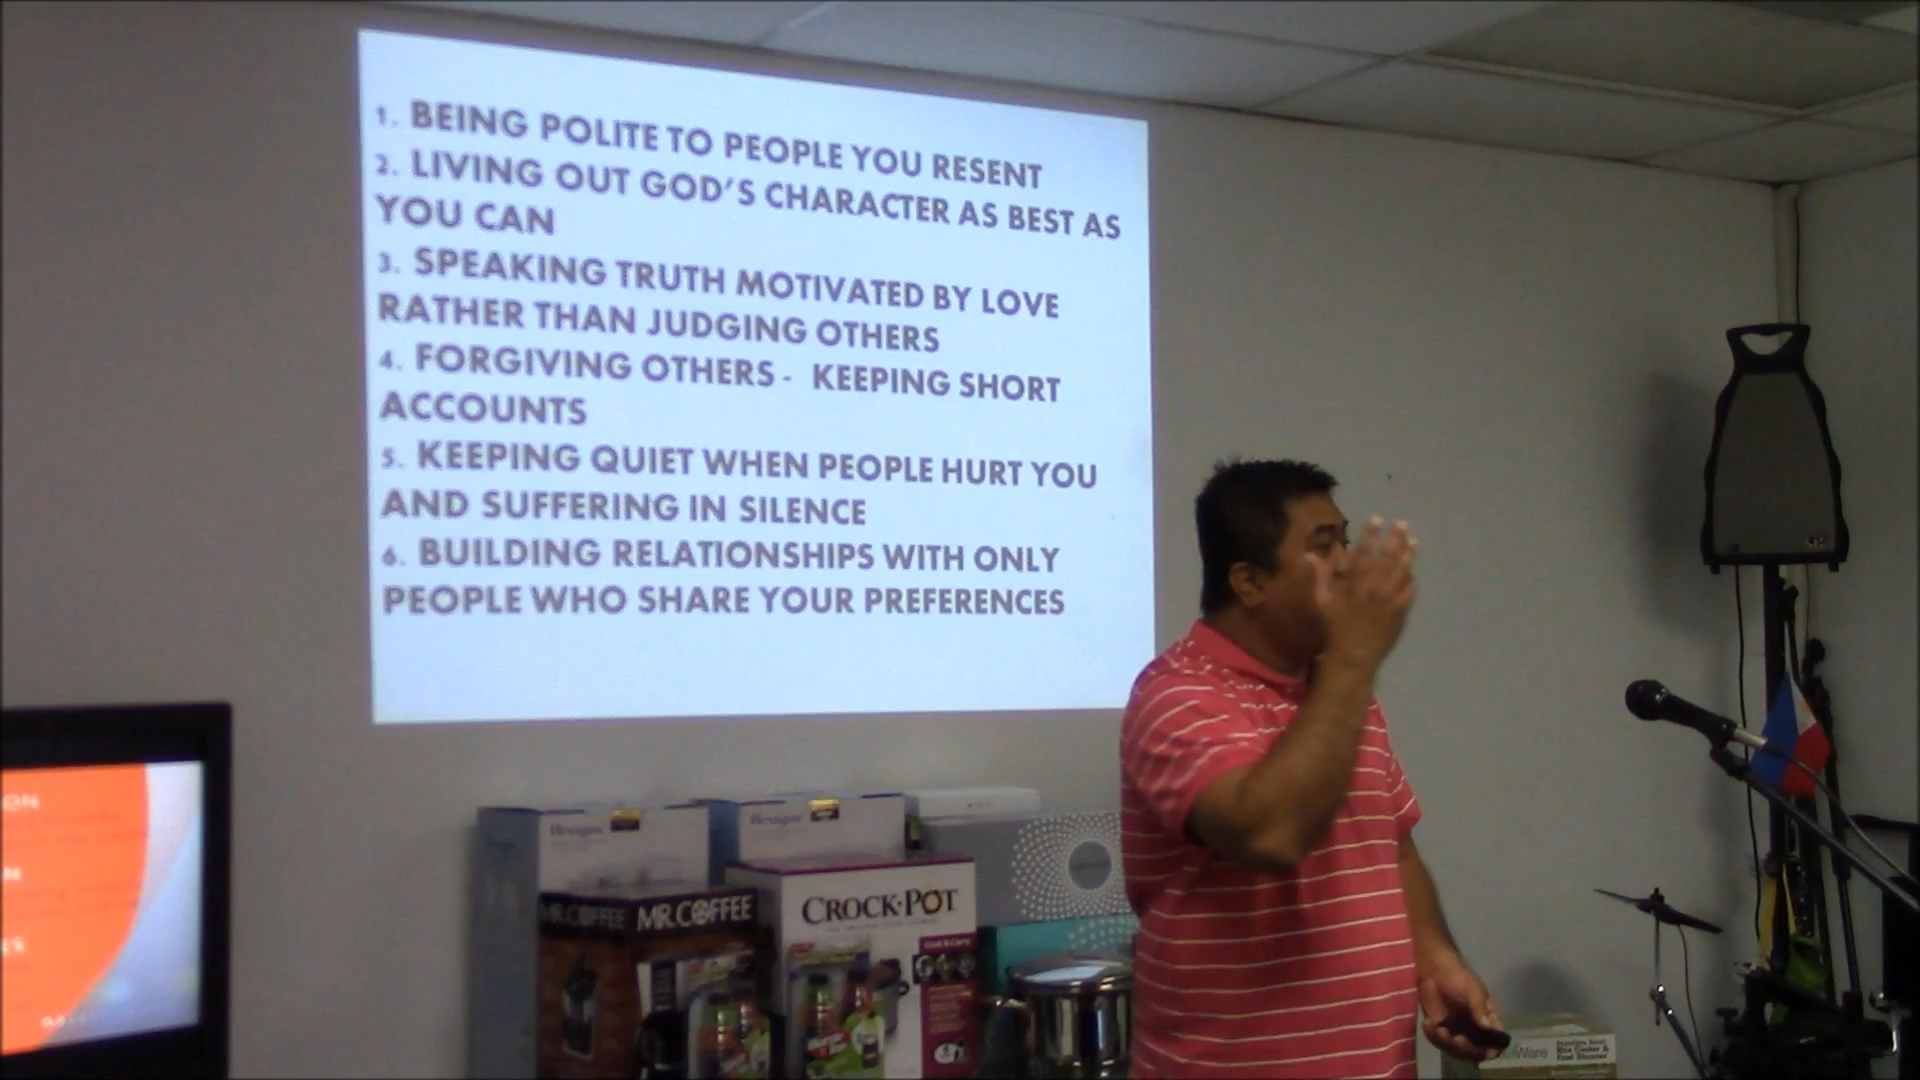 1. BEING POLITE TO PEOPLE YOU RESENT
2. LIVING OUT GOD'S CHARACTER AS BEST AS
YOU CAN
3. SPEAKING TRUTH MOTIVATED BY LOVE
RATHER THAN JUDGING OTHERS
4. FORGIVING OTHERS - KEEPING SHORT
ACCOUNTS
5. KEEPING QUIET WHEN PEOPLE HURT YOU
AND SUFFERING IN SILENCE
6. BUILDING RELATIONSHIPS WITH ONLY
PEOPLE WHO SHARE YOUR PREFERENCES
ON
MR.COFFEE
MR.COFFEE
CROCK-POT
Cook & Carry